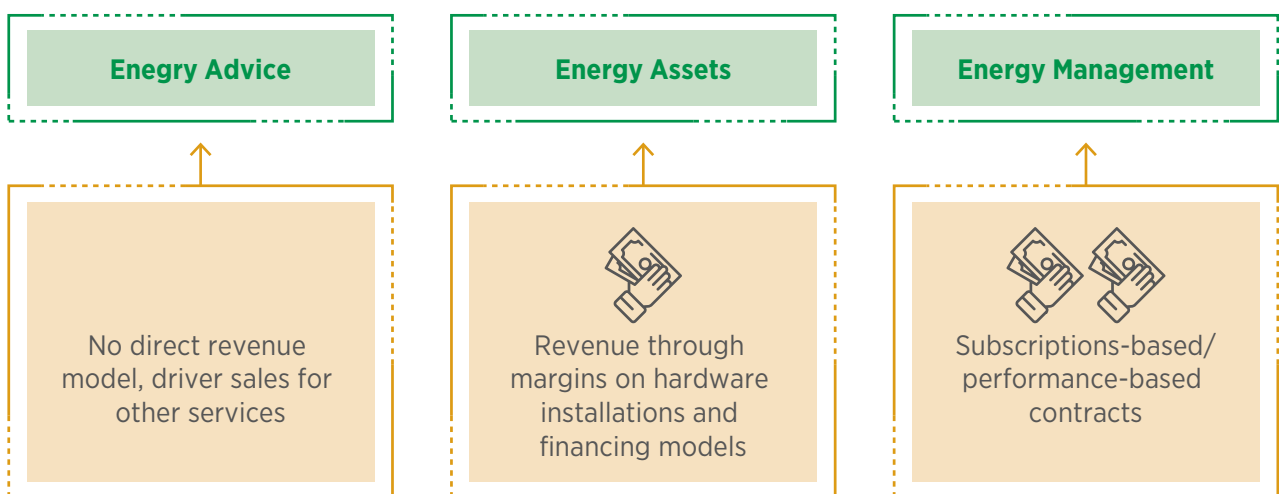 Enegry Advice
Energy Assets
Energy Management
No direct revenue
model, driver sales for
other services
Revenue through
margins on hardware
installations and
financing models
Subscriptions-based/
performance-based
contracts